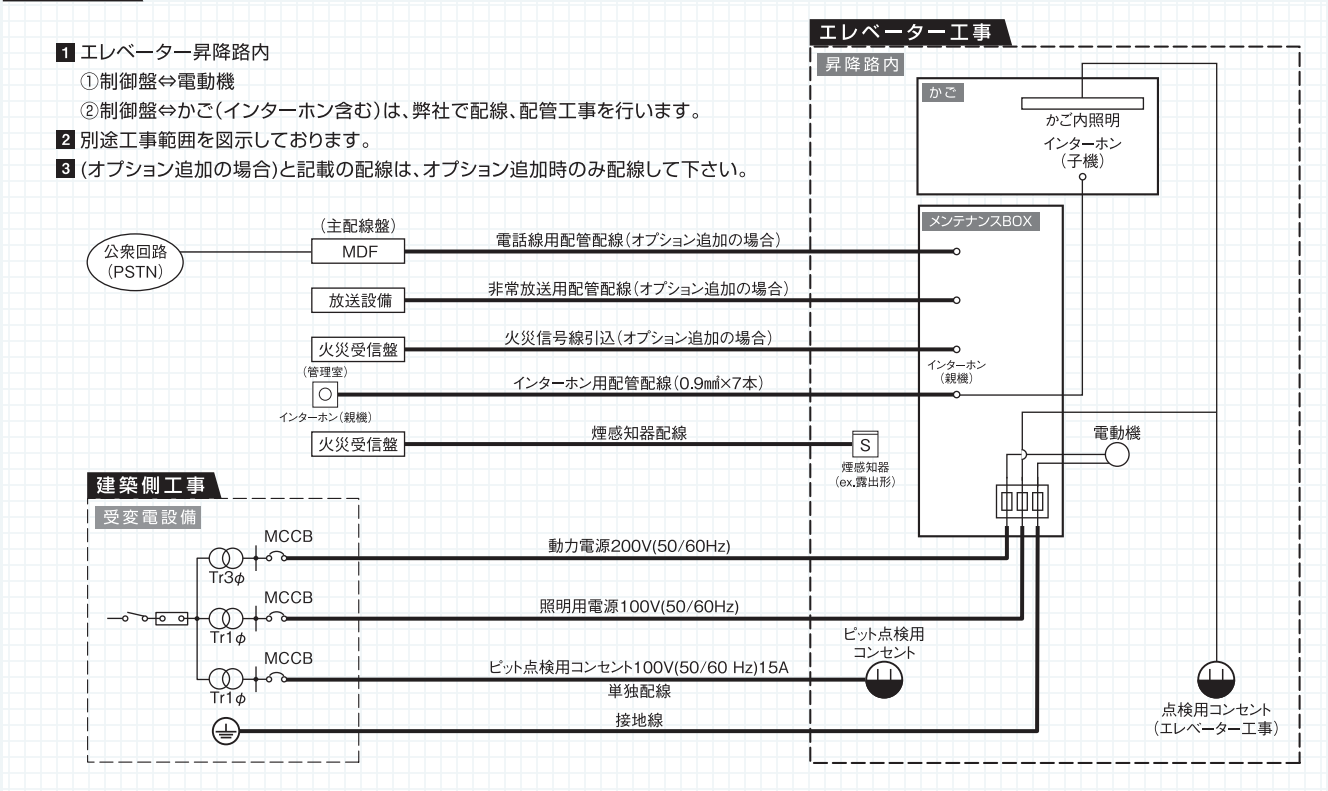 1 エレベーター昇降路内
①制御盤⇔電動機
②制御盤⇔かご(インターホン含む)は、弊社で配線、配管工事を行います。
2 別途工事範囲を図示しております。
3 (オプション追加の場合)と記載の配線は、オプション追加時のみ配線して下さい。
エレベーター工事
昇降路内
かご
かご内照明
インターホン
(子機)
メンテナンスBOX
公衆回路
(PSTN)
(主配線盤)
MDF
電話線用配管配線(オプション追加の場合)
放送設備
非常放送用配管配線(オプション追加の場合)
火災受信盤
火災信号線引込(オプション追加の場合)
インターホン
(親機)
(管理室)
インターホン(親機)
インターホン用配管配線(0.9㎟×7本)
火災受信盤
煙感知器配線
S
煙感知器
(ex.露出形)
電動機
建築側工事
受変電設備
MCCB
Tr3φ
動力電源200V(50/60Hz)
MCCB
Tr1φ
照明用電源100V(50/60Hz)
MCCB
Tr1φ
ピット点検用コンセント100V(50/60 Hz)15A
単独配線
ピット点検用
コンセント
接地線
点検用コンセント
(エレベーター工事)